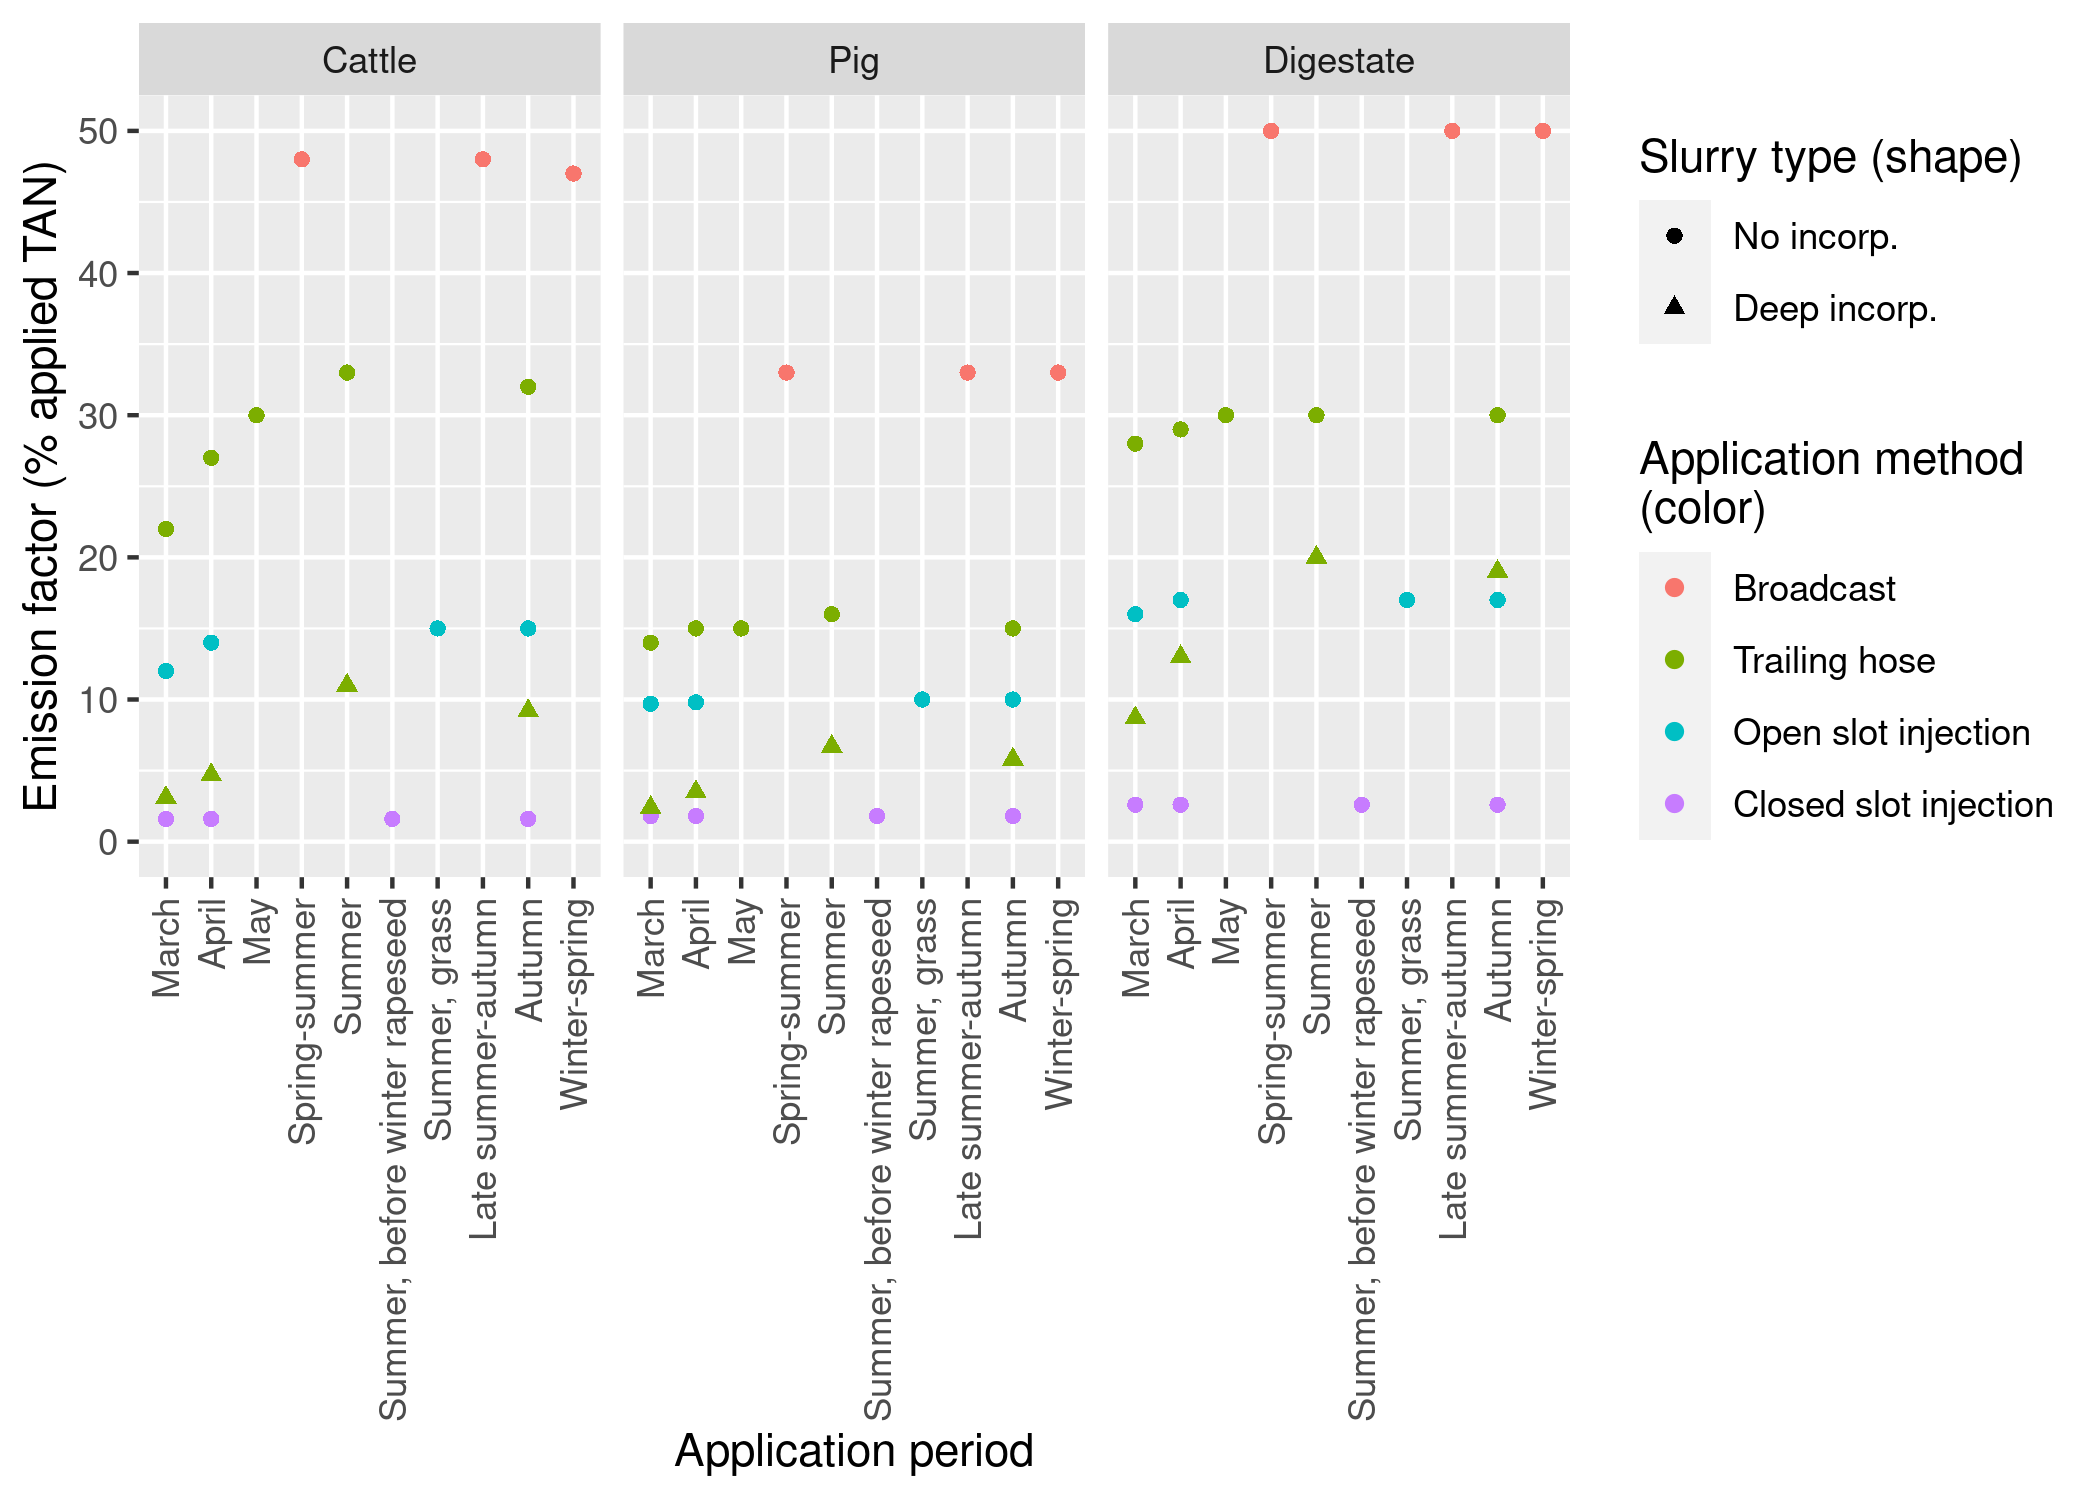 Cattle
Pig
Digestate
Emission factor (% applied TAN)
50
40
30
20
10
0
March
April
May
Spring-summer
Summer
Summer, before winter rapeseed
Summer, grass
Late summer-autumn
Autumn
Winter-spring
March
April
May
Spring-summer
Summer
Summer, before winter rapeseed
Summer, grass
Late summer-autumn
Autumn
Winter-spring
March
April
May
Spring-summer
Summer
Summer, before winter rapeseed
Summer, grass
Late summer-autumn
Autumn
Winter-spring
Application period
Slurry type (shape)
No incorp.
Deep incorp.
Application method
(color)
Broadcast
Trailing hose
Open slot injection
Closed slot injection